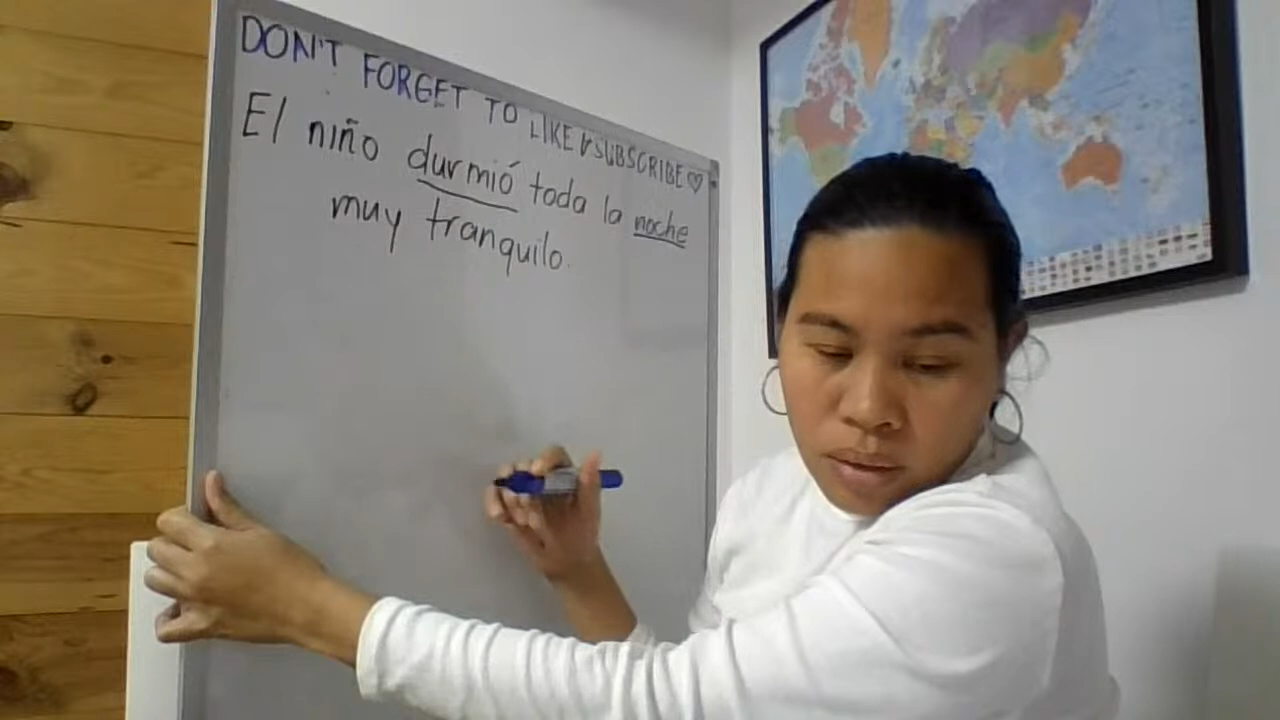 DON'T FORGET TO LIKE & SUBSCRIBE ♡
El niño durmió toda la noche
muy tranquilo.